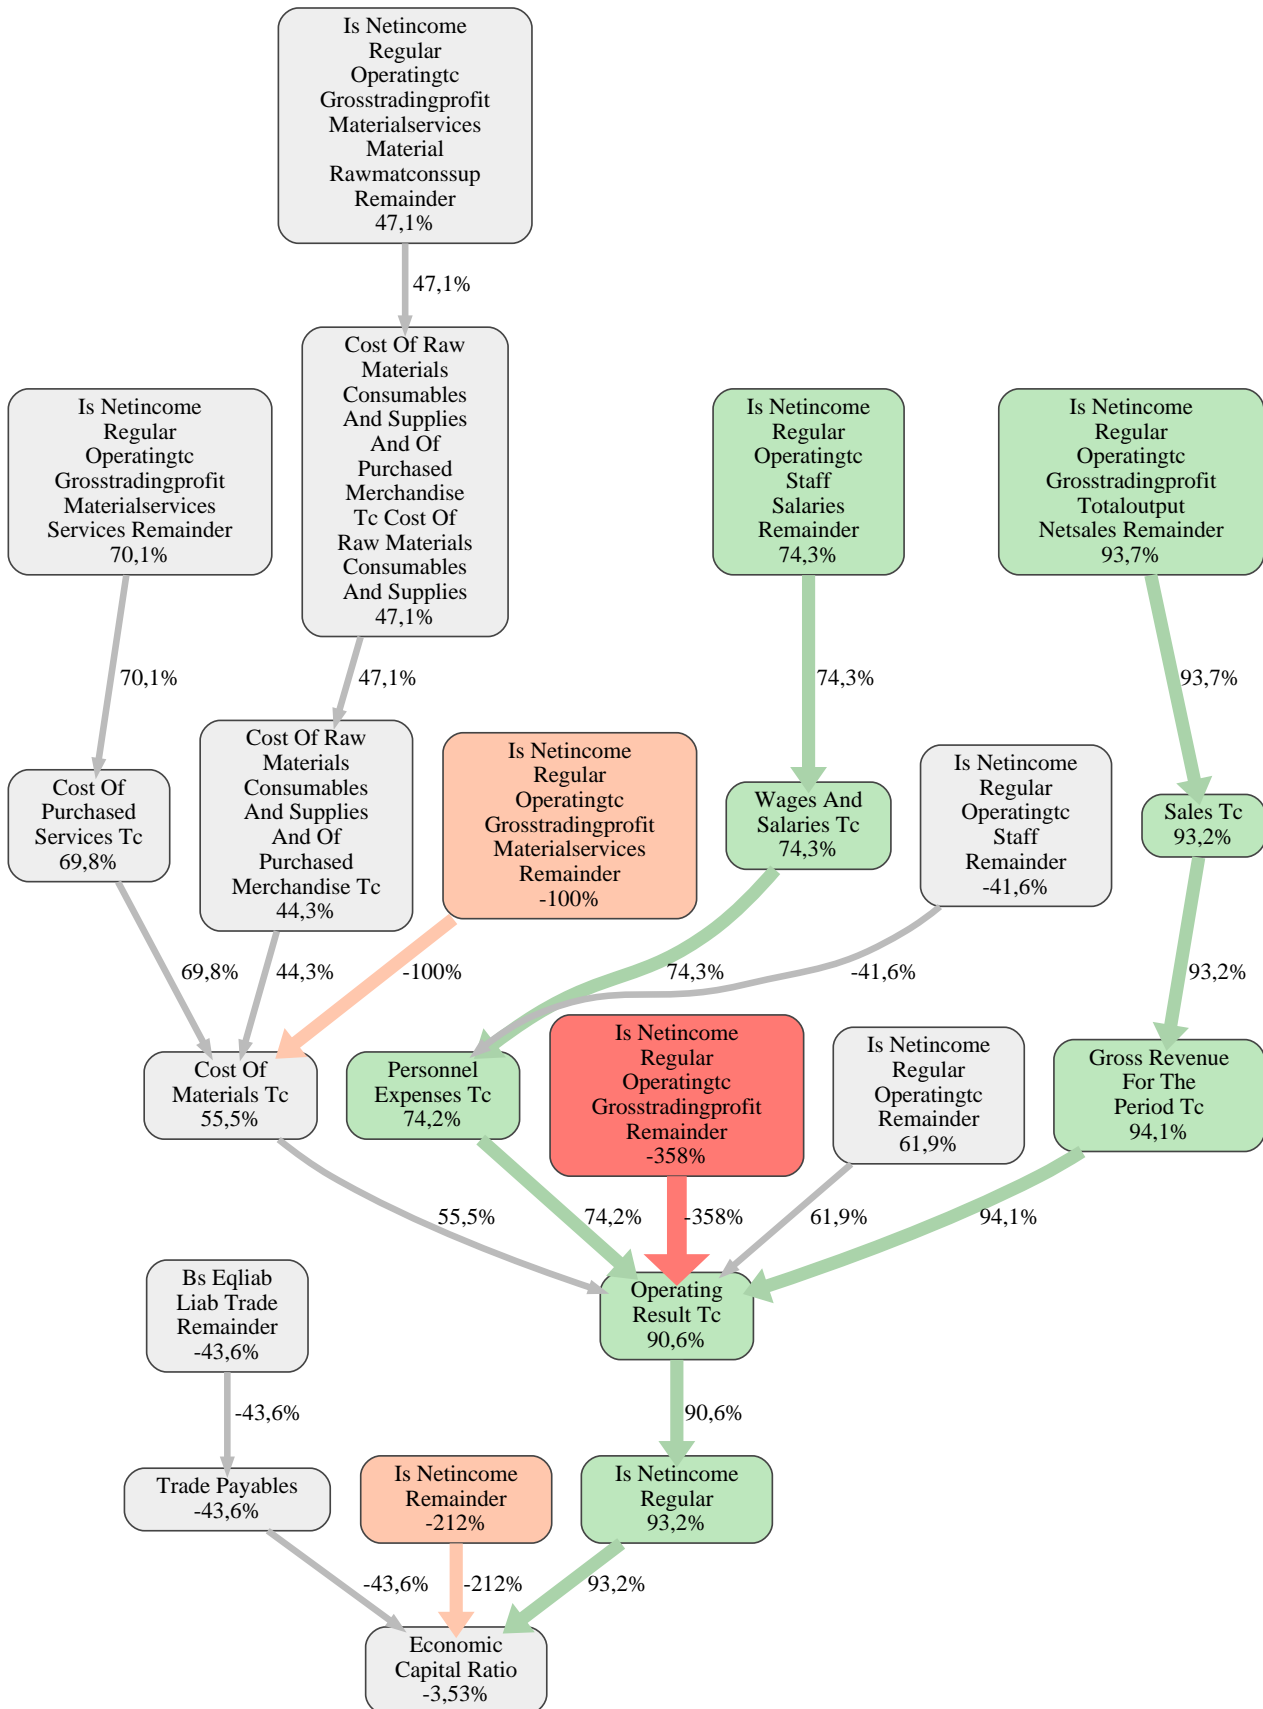 Is Netincome
Regular
Operatingtc
Grosstradingprofit
Materialservices
Material
Rawmatconssup
Remainder
47,1%
47,1%
Cost Of Raw
Materials
Consumables
And Supplies
And Of
Purchased
Merchandise
Tc Cost Of
Raw Materials
Consumables
And Supplies
47,1%
Is Netincome
Regular
Operatingtc
Grosstradingprofit
Materialservices
Services Remainder
70,1%
Is Netincome
Regular
Operatingtc
Staff
Salaries
Remainder
74,3%
Is Netincome
Regular
Operatingtc
Grosstradingprofit
Totaloutput
Netsales Remainder
93,7%
70,1%
47,1%
74,3%
93,7%
Cost Of
Purchased
Services Tc
69,8%
Cost Of Raw
Materials
Consumables
And Supplies
And Of
Purchased
Merchandise Tc
44,3%
Is Netincome
Regular
Operatingtc
Grosstradingprofit
Materialservices
Remainder
-100%
Wages And
Salaries Tc
74,3%
Is Netincome
Regular
Operatingtc
Staff
Remainder
-41,6%
Sales Tc
93,2%
69,8%
44,3%
-100%
74,3%
-41,6%
93,2%
Cost Of
Materials Tc
55,5%
Personnel
Expenses Tc
74,2%
Is Netincome
Regular
Operatingtc
Grosstradingprofit
Remainder
-358%
Is Netincome
Regular
Operatingtc
Remainder
61,9%
Gross Revenue
For The
Period Tc
94,1%
55,5%
74,2%
-358%
61,9%
94,1%
Bs Eqliab
Liab Trade
Remainder
-43,6%
Operating
Result Tc
90,6%
-43,6%
90,6%
Trade Payables
-43,6%
Is Netincome
Remainder
-212%
Is Netincome
Regular
93,2%
-43,6%
-212%
93,2%
Economic
Capital Ratio
-3,53%